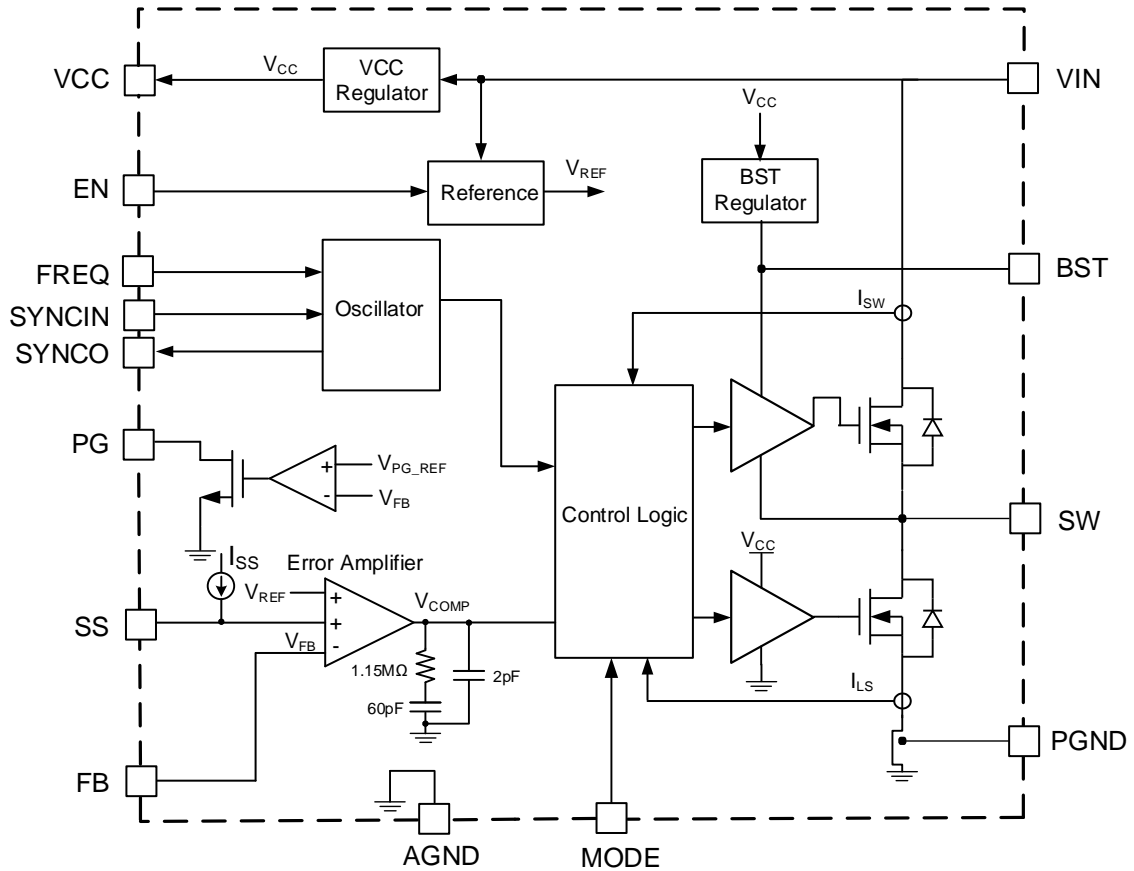 VCC
VCC
VCC
Regulator
VIN
VCC
EN
Reference
VREF
BST
Regulator
FREQ
SYNCIN
SYNCO
Oscillator
BST
ISW
PG
+
-
VPG_REF
VFB
Control Logic
SW
VCC
ISS
Error Amplifier
VREF
+
+
-
VCOMP
SS
VFB
1.15MΩ
2pF
60pF
ILS
PGND
FB
AGND
MODE